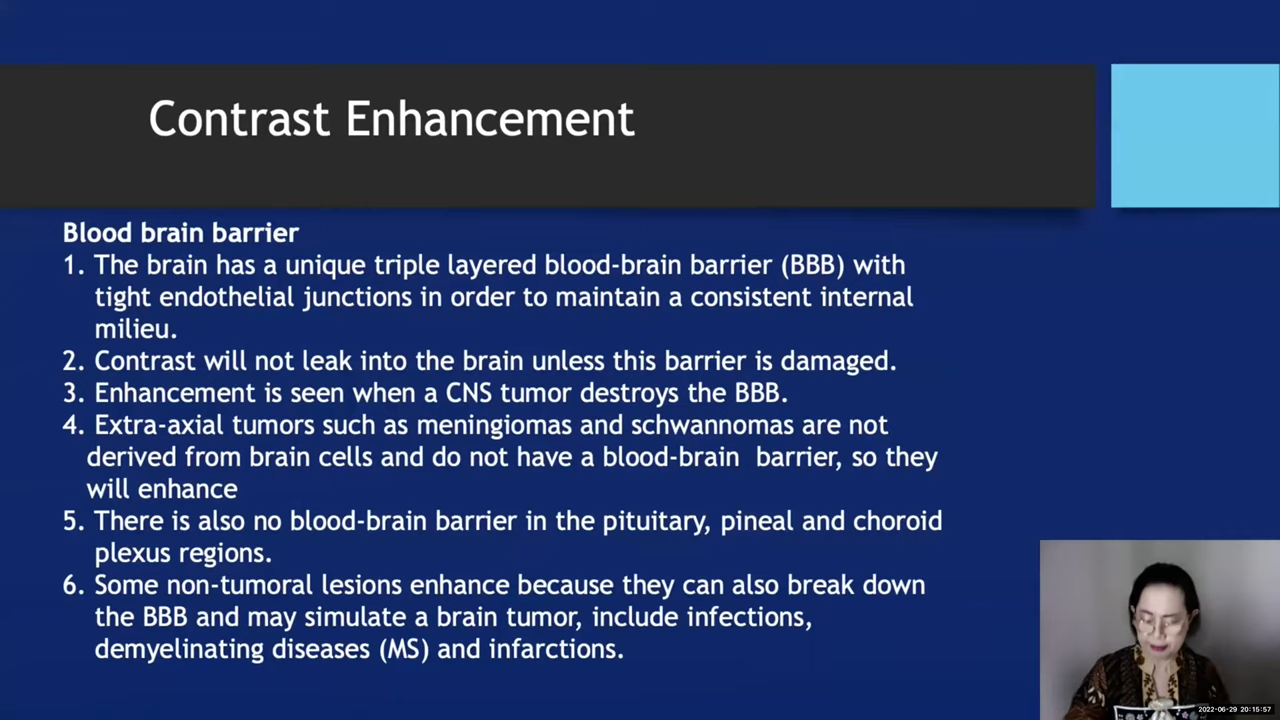 Contrast Enhancement
Blood brain barrier
1. The brain has a unique triple layered blood-brain barrier (BBB) with
tight endothelial junctions in order to maintain a consistent internal
milieu.
2. Contrast will not leak into the brain unless this barrier is damaged.
3. Enhancement is seen when a CNS tumor destroys the BBB.
4. Extra-axial tumors such as meningiomas and schwannomas are not
derived from brain cells and do not have a blood-brain barrier, so they
will enhance
5. There is also no blood-brain barrier in the pituitary, pineal and choroid
plexus regions.
6. Some non-tumoral lesions enhance because they can also break down
the BBB and may simulate a brain tumor, include infections,
demyelinating diseases (MS) and infarctions.
2022-06-29 20:15:57